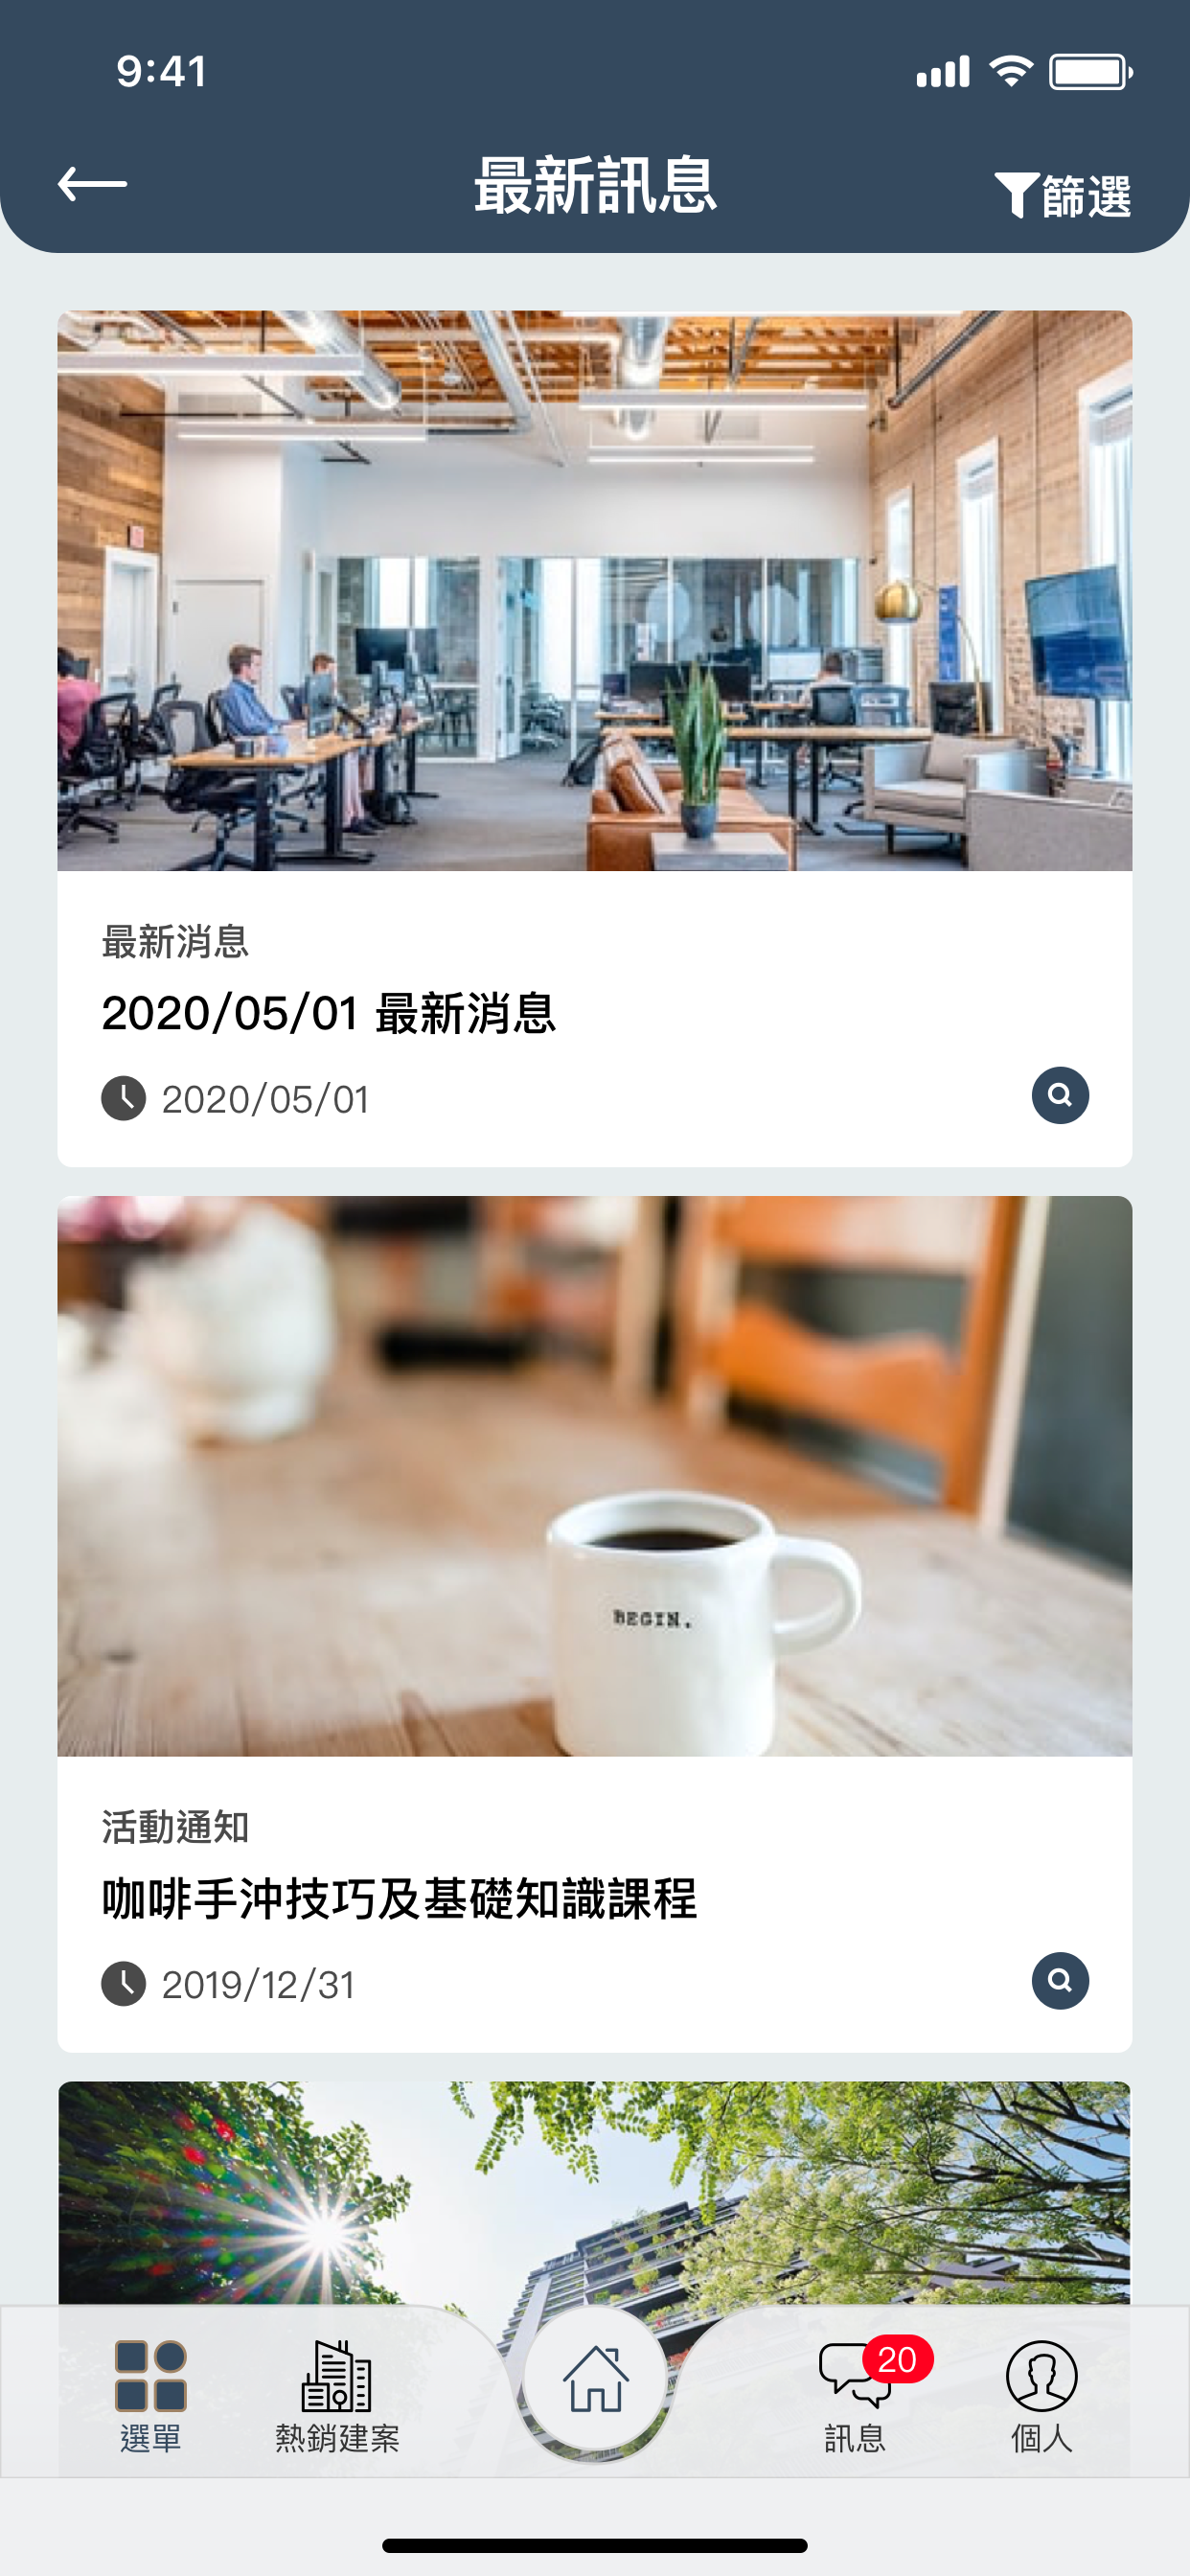 9:41
最新訊息
篩選
最新消息
2020/05/01 最新消息
2020/05/01
BEGIN.
活動通知
咖啡手沖技巧及基礎知識課程
2019/12/31
20
選單
熱銷建案
訊息
個人